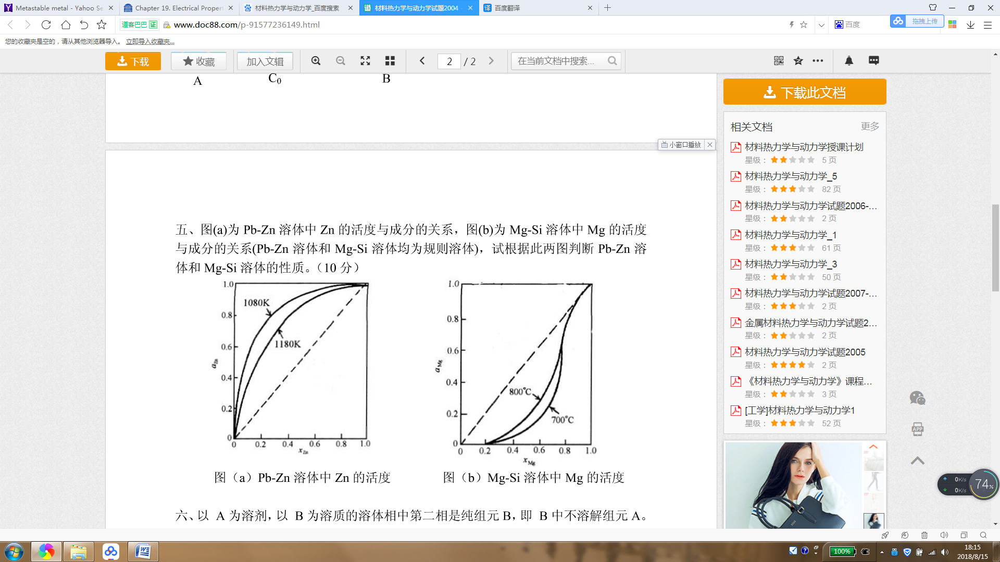 Metastable metal - Yahoo Se
Chapter 19. Electrical Propert
材料热力学与动力学_百度搜索
材料热力学与动力学试题2004 -
百度翻译
道客巴巴 证
www.doc88.com/p-91577236149.html
百度
拖拽上传
您的收藏夹是空的，请从其他浏览器导入。 立即导入收藏夹...
下载
收藏
加入文辑
2 / 2
在当前文档中搜索...
A C₀ B
小窗口播放
五、图(a)为 Pb-Zn 溶体中 Zn 的活度与成分的关系，图(b)为 Mg-Si 溶体中 Mg 的活度
与成分的关系(Pb-Zn 溶体和 Mg-Si 溶体均为规则溶体)，试根据此两图判断 Pb-Zn 溶
体和 Mg-Si 溶体的性质。（10 分）
1.0
0.8
0.6
0.4
0.2
0
1080K
1180K
aZn
0 0.2 0.4 0.6 0.8 1.0
xZn
1.0
0.8
0.6
0.4
0.2
0
800°C
700°C
aMg
0 0.2 0.4 0.6 0.8 1.0
xMg
图（a）Pb-Zn 溶体中 Zn 的活度
图（b）Mg-Si 溶体中 Mg 的活度
六、以 A 为溶剂，以 B 为溶质的溶体相中第二相是纯组元 B，即 B 中不溶解组元 A。
下载此文档
相关文档 更多
材料热力学与动力学授课计划
星级： 5 页
材料热力学与动力学_5
星级： 82 页
材料热力学与动力学试题2006-...
星级： 2 页
材料热力学与动力学_1
星级： 61 页
材料热力学与动力学_3
星级： 50 页
材料热力学与动力学试题2007-...
星级： 2 页
金属材料热力学与动力学试题2...
星级： 2 页
材料热力学与动力学试题2005
星级： 2 页
《材料热力学与动力学》课程...
星级： 3 页
[工学]材料热力学与动力学1
星级： 52 页
APP
0K/s
0K/s
74%
100%
18:15
2018/8/15